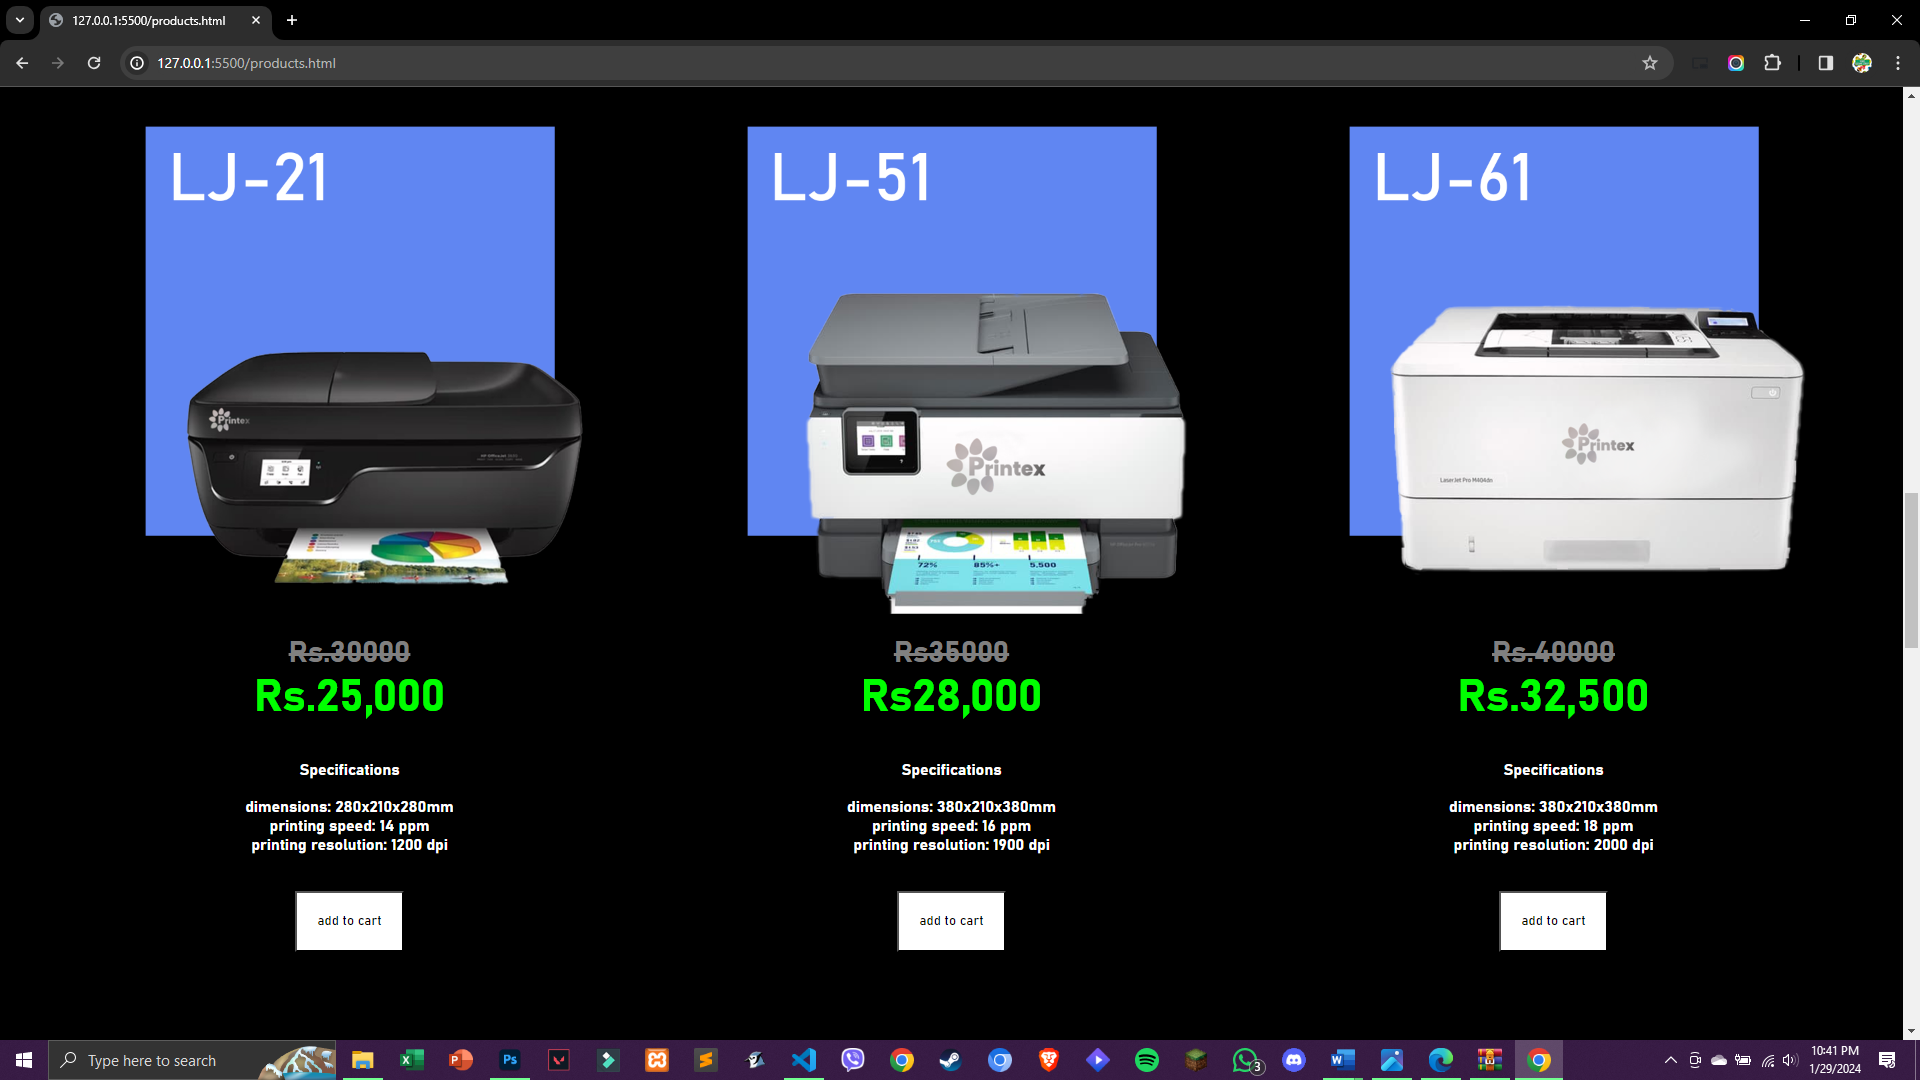 127.0.0.1:5500/products.html
127.0.0.1:5500/products.html
LJ-21
LJ-51
LJ-61
Printex
Printex
Printex
LaserJet Pro M404dn
72%
85%
5,500
Rs.30000
Rs.25,000
Rs35000
Rs28,000
Rs.40000
Rs.32,500
Specifications
dimensions: 280x210x280mm
printing speed: 14 ppm
printing resolution: 1200 dpi
Specifications
dimensions: 380x210x380mm
printing speed: 16 ppm
printing resolution: 1900 dpi
Specifications
dimensions: 380x210x380mm
printing speed: 18 ppm
printing resolution: 2000 dpi
add to cart
add to cart
add to cart
Type here to search
Ps
3
10:41 PM
1/29/2024